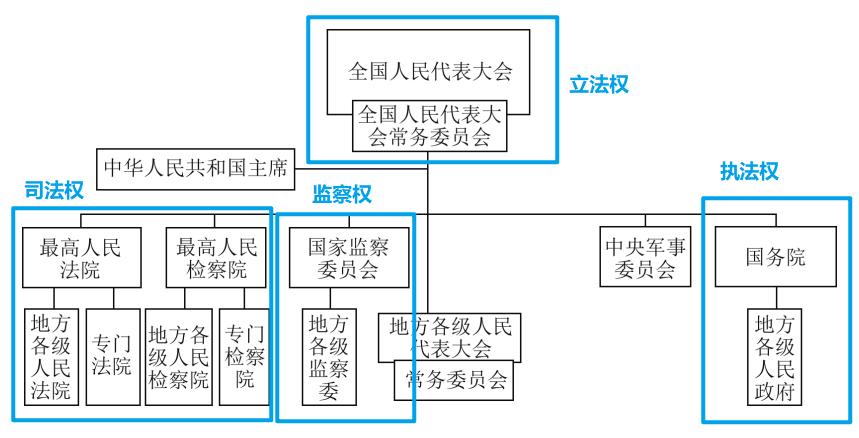 全国人民代表大会
立法权
全国人民代表大
会常务委员会
中华人民共和国主席
司法权
监察权
执法权
最高人民
法院
最高人民
检察院
国家监察
委员会
中央军事
委员会
国务院
地方
各级
人民
法院
专门
法院
地方各
级人民
检察院
专门
检察
院
地方
各级
监察
委
地方各级人民
代表大会
常务委员会
地方
各级
人民
政府